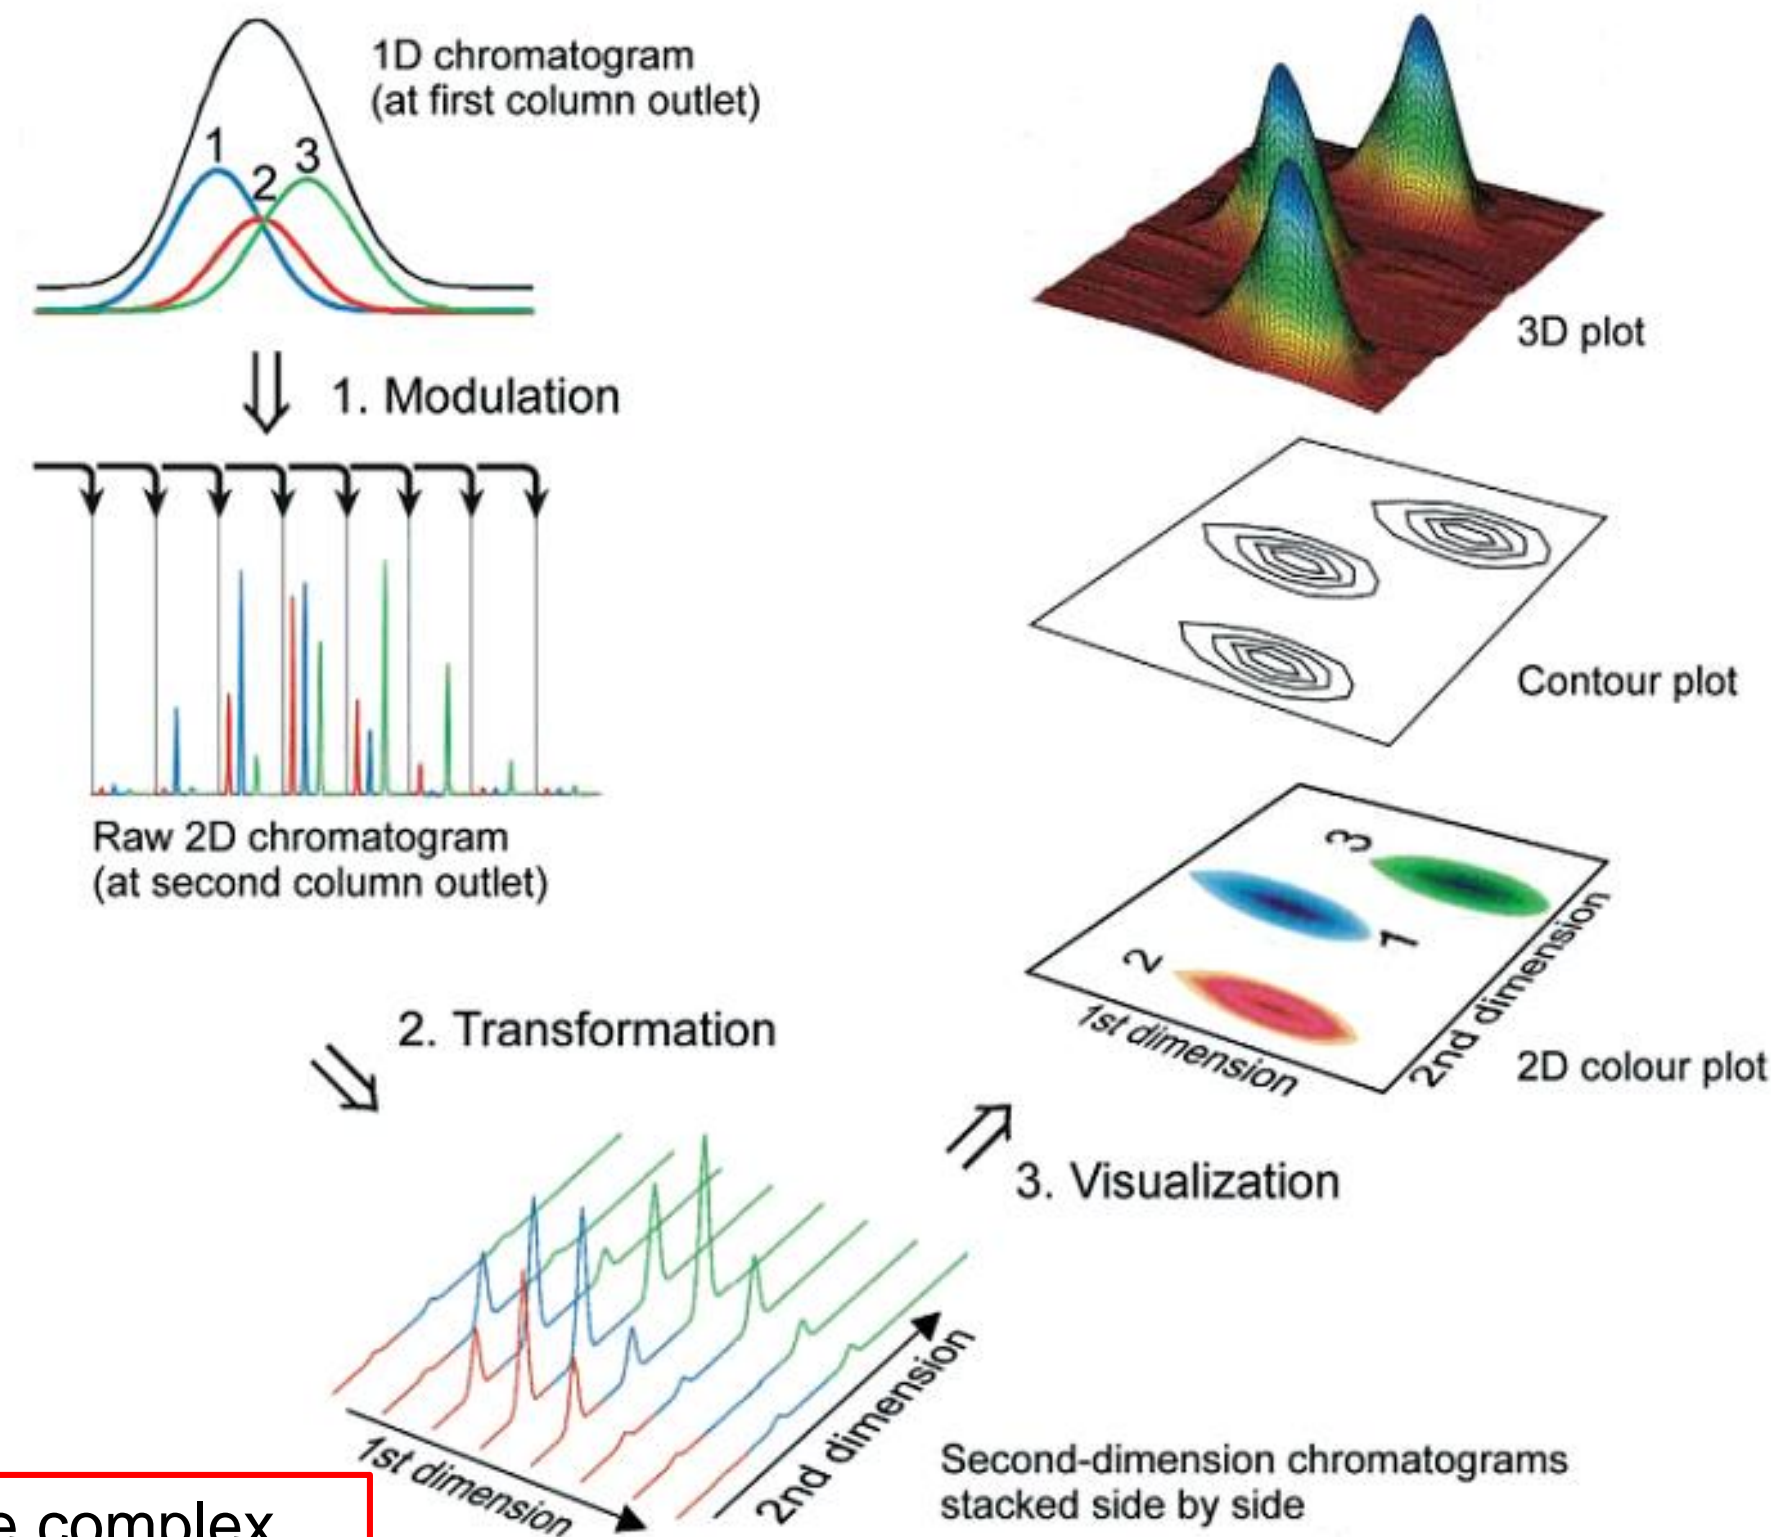 1D chromatogram
(at first column outlet)
1
2
3
1. Modulation
Raw 2D chromatogram
(at second column outlet)
2. Transformation
1st dimension
2nd dimension
Second-dimension chromatograms
stacked side by side
3. Visualization
3D plot
Contour plot
3
1
2
1st dimension
2nd dimension
2D colour plot
complex